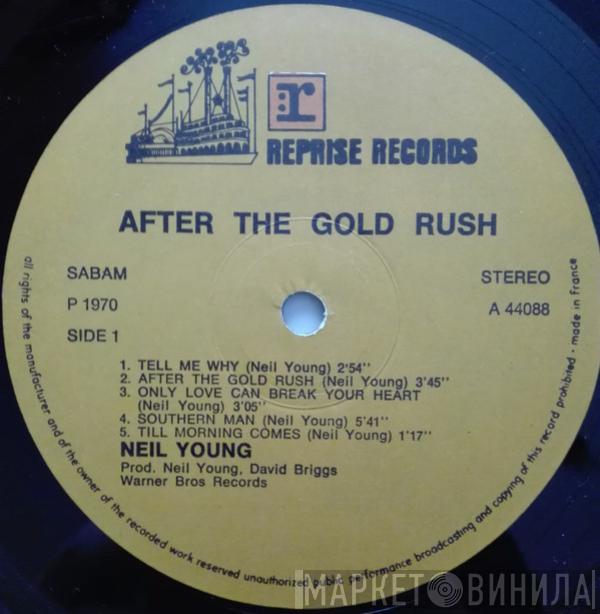 r
REPRISE RECORDS
AFTER THE GOLD RUSH
SABAM
STEREO
P 1970
A 44088
SIDE 1
1. TELL ME WHY (Neil Young) 2'54''
2. AFTER THE GOLD RUSH (Neil Young) 3'45''
3. ONLY LOVE CAN BREAK YOUR HEART
(Neil Young) 3'05''
4. SOUTHERN MAN (Neil Young) 5'41''
5. TILL MORNING COMES (Neil Young) 1'17''
NEIL YOUNG
Prod. Neil Young, David Briggs
Warner Bros Records
all rights of the manufacturer and of the owner of the recorded work reserved unauthorized public performance broadcasting and copying of this record prohibited · made in france
МАРКЕТ ВИНИЛА